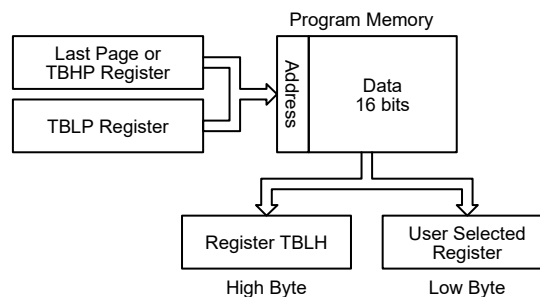 Program Memory
Last Page or
TBHP Register
TBLP Register
Address
Data
16 bits
Register TBLH
User Selected
Register
High Byte
Low Byte